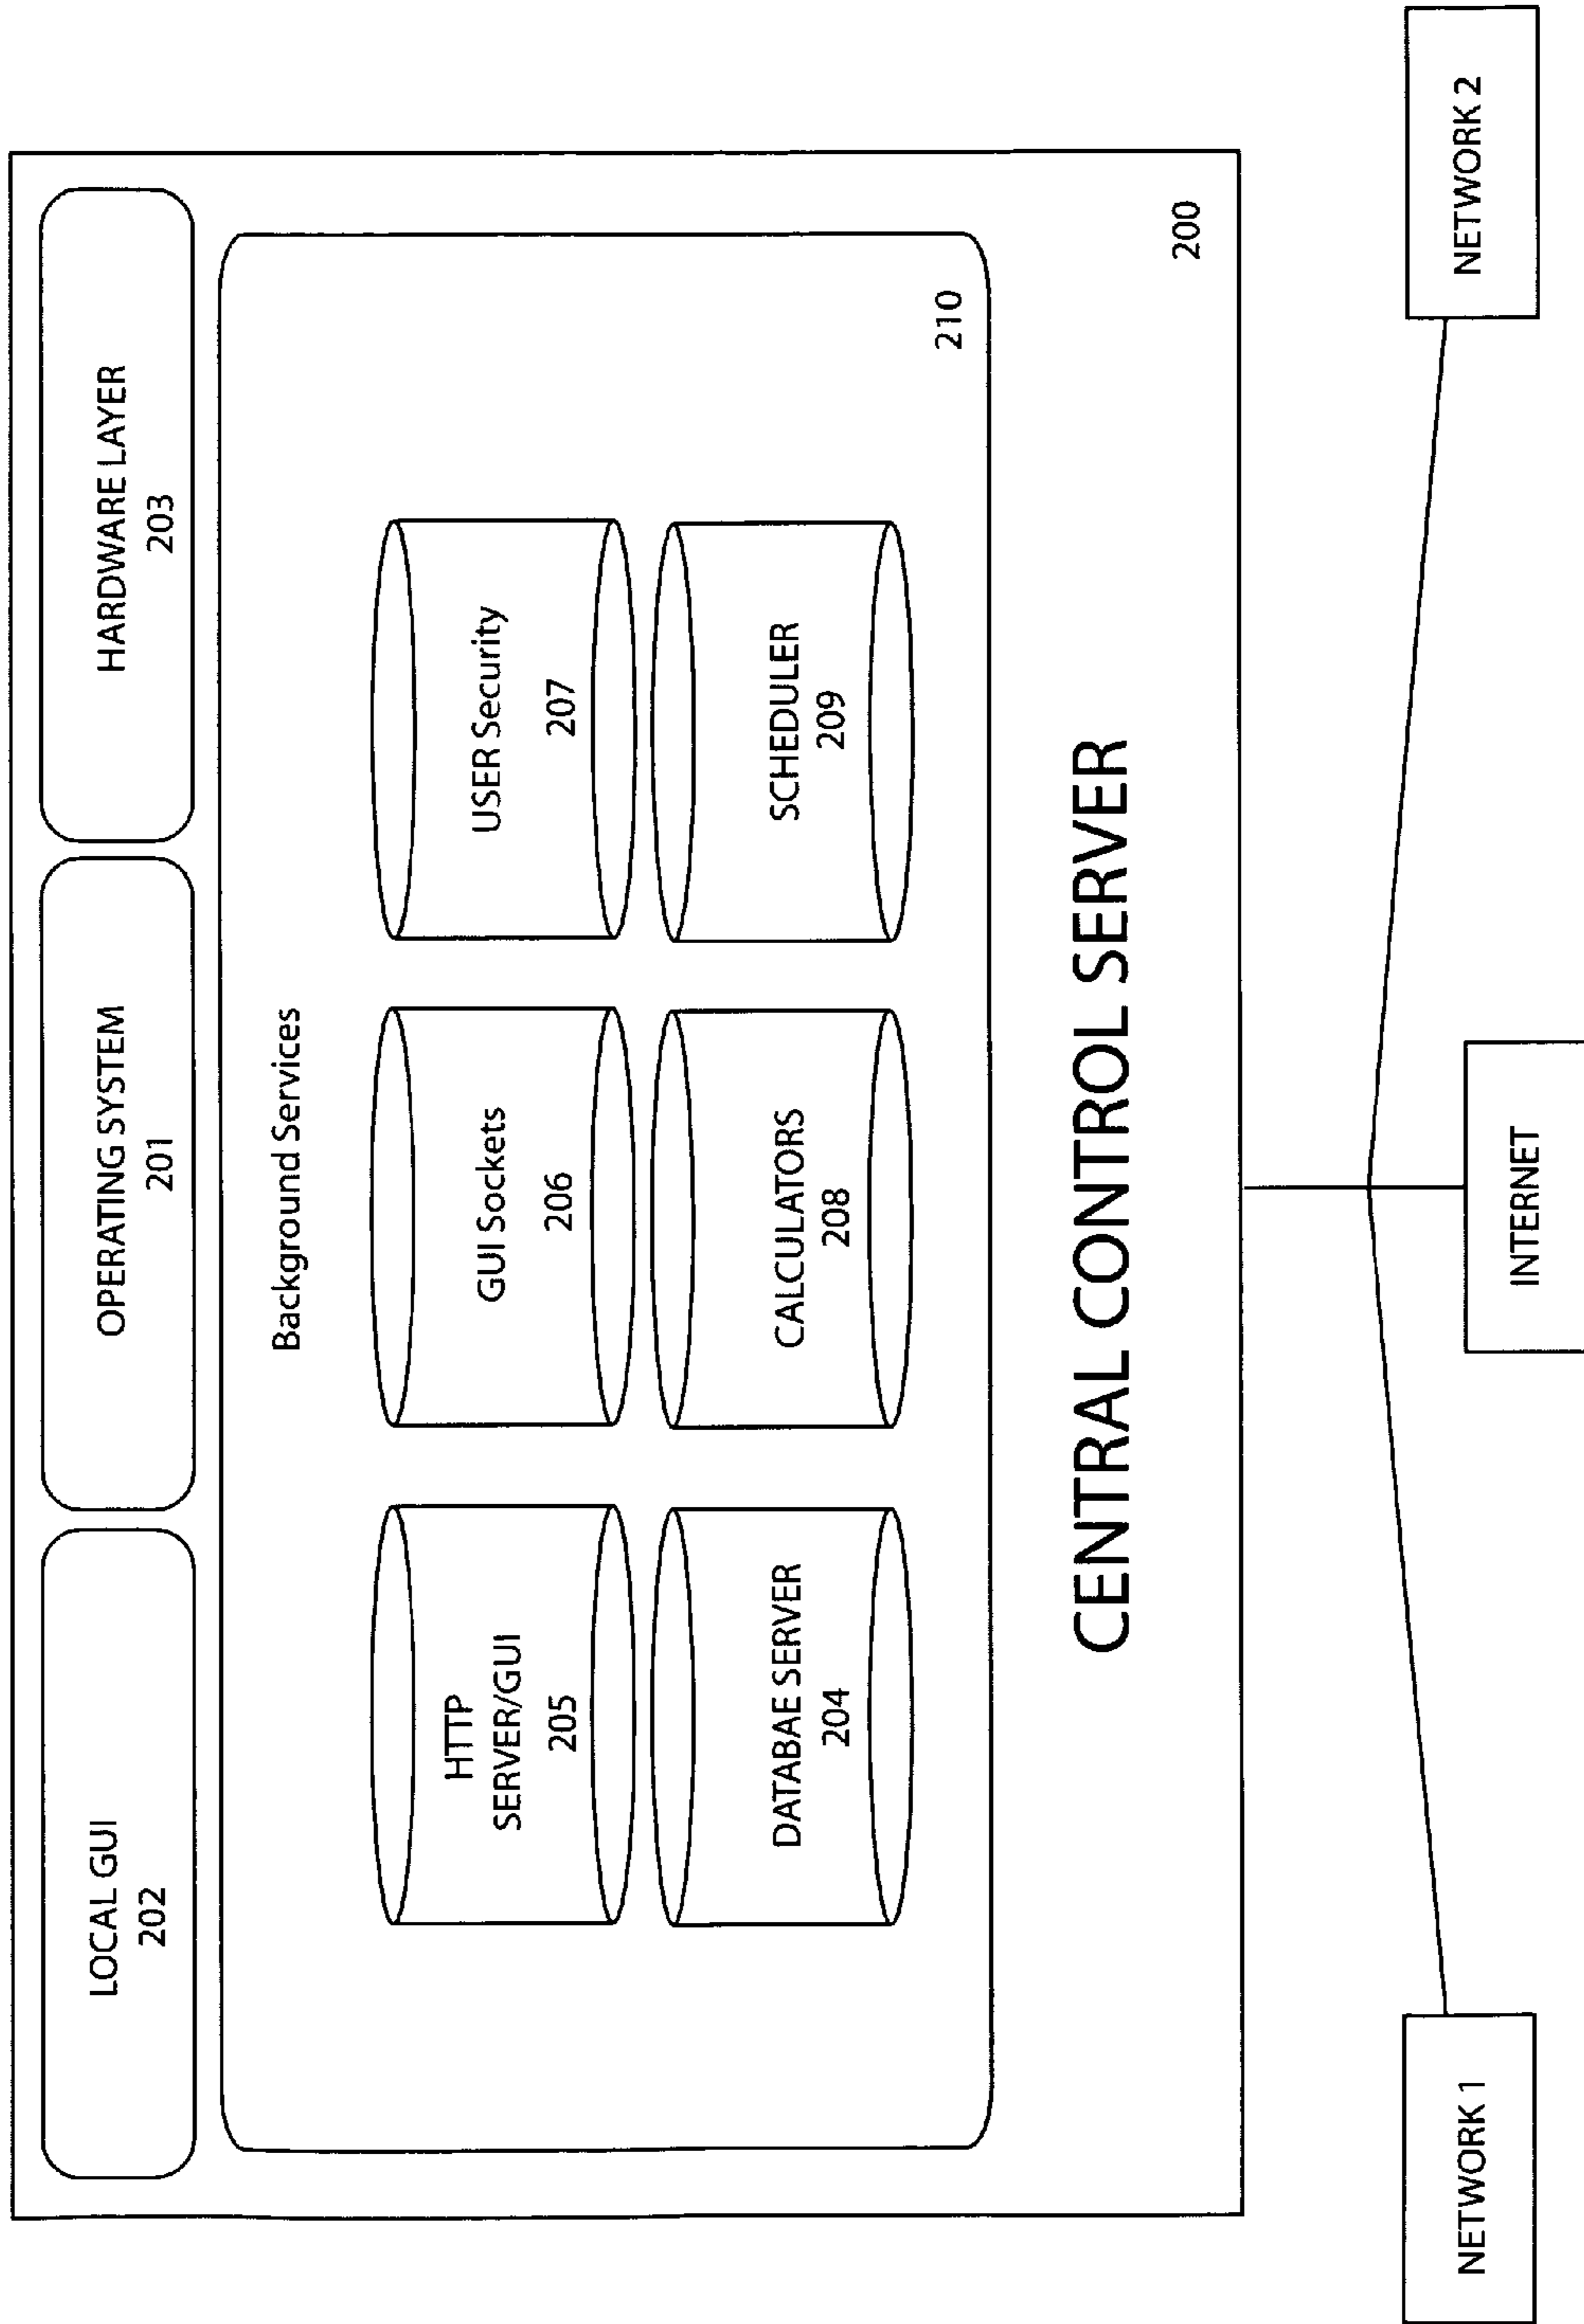 LOCAL GUI
202
OPERATING SYSTEM
201
HARDWARE LAYER
203
Background Services
HTTP
SERVER/GUI
205
GUI Sockets
206
USER Security
207
DATABAE SERVER
204
CALCULATORS
208
SCHEDULER
209
210
CENTRAL CONTROL SERVER
200
NETWORK 1
INTERNET
NETWORK 2